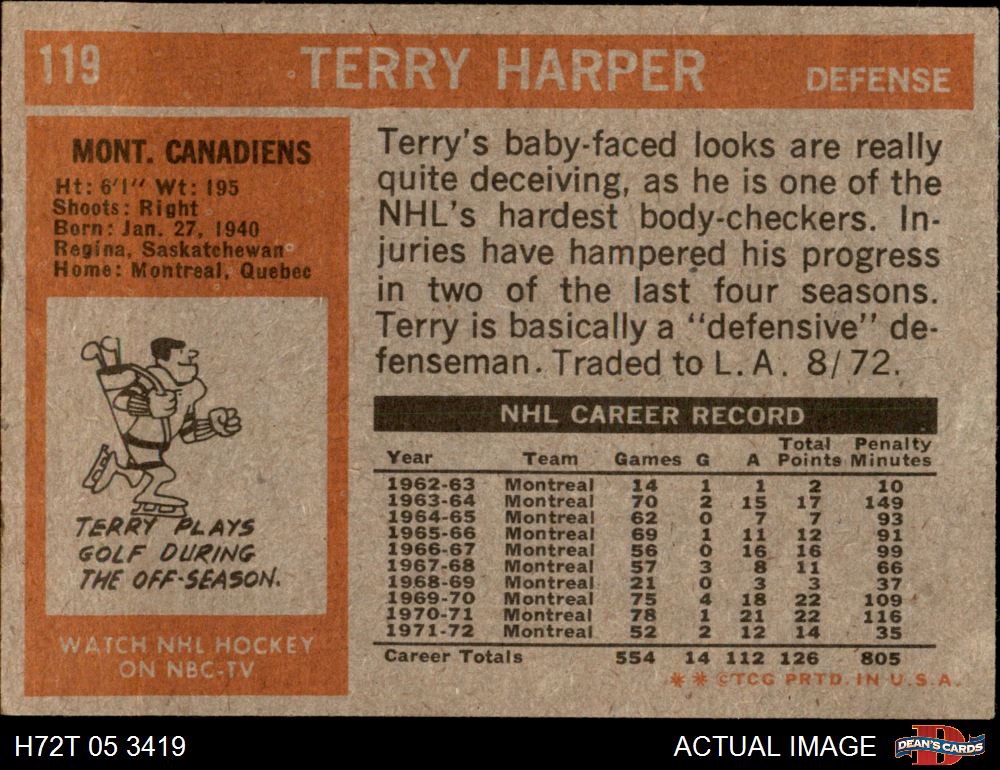 119 TERRY HARPER DEFENSE
MONT. CANADIENS
Ht: 6'1" Wt: 195
Shoots: Right
Born: Jan. 27, 1940
Regina, Saskatchewan
Home: Montreal, Quebec
TERRY PLAYS
GOLF DURING
THE OFF-SEASON.
WATCH NHL HOCKEY
ON NBC-TV
Terry's baby-faced looks are really
quite deceiving, as he is one of the
NHL's hardest body-checkers. In-
juries have hampered his progress
in two of the last four seasons.
Terry is basically a "defensive" de-
fenseman. Traded to L.A. 8/72.
NHL CAREER RECORD
Year Team Games G A Total Points Penalty Minutes
1962-63 Montreal 14 1 1 2 10
1963-64 Montreal 70 2 15 17 149
1964-65 Montreal 62 0 7 7 93
1965-66 Montreal 69 1 11 12 91
1966-67 Montreal 56 0 16 16 99
1967-68 Montreal 57 3 8 11 66
1968-69 Montreal 21 0 3 3 37
1969-70 Montreal 75 4 18 22 109
1970-71 Montreal 78 1 21 22 116
1971-72 Montreal 52 2 12 14 35
Career Totals 554 14 112 126 805
** ©TCG PRTD. IN U.S.A.
H72T 05 3419 ACTUAL IMAGE DEAN'S CARDS